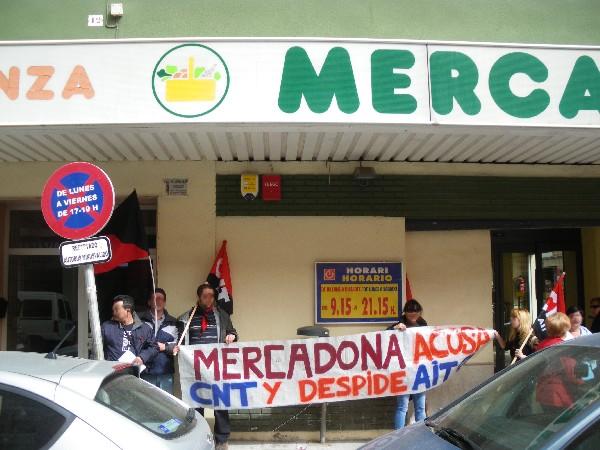 NZA
MERCA
DE LUNES
A VIERNES
DE 17-19 H
HORARI
HORARIO
9.15 A 21.15
MERCADONA ACUSA
CNT Y DESPIDE AIT